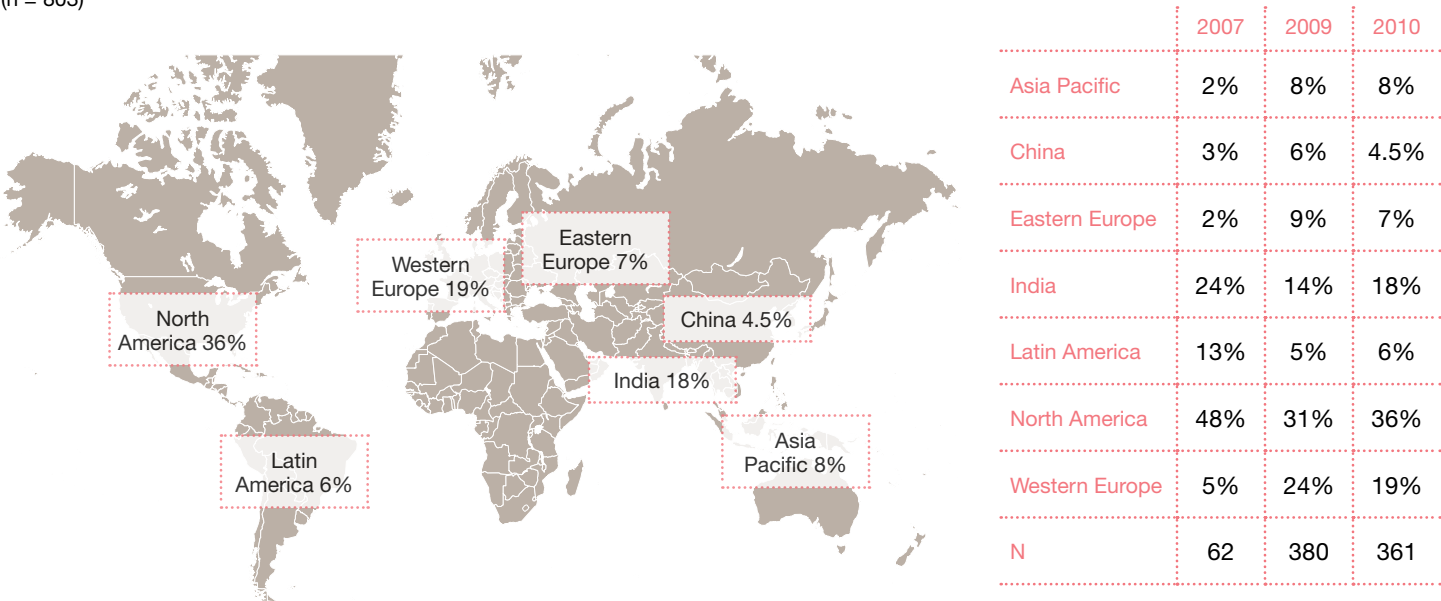 (n =
Western
Europe 19%
Eastern
Europe 7%
North
America 36%
China 4.5%
India 18%
Latin
America 6%
Asia
Pacific 8%
2007 2009 2010
Asia Pacific 2% 8% 8%
China 3% 6% 4.5%
Eastern Europe 2% 9% 7%
India 24% 14% 18%
Latin America 13% 5% 6%
North America 48% 31% 36%
Western Europe 5% 24% 19%
N 62 380 361